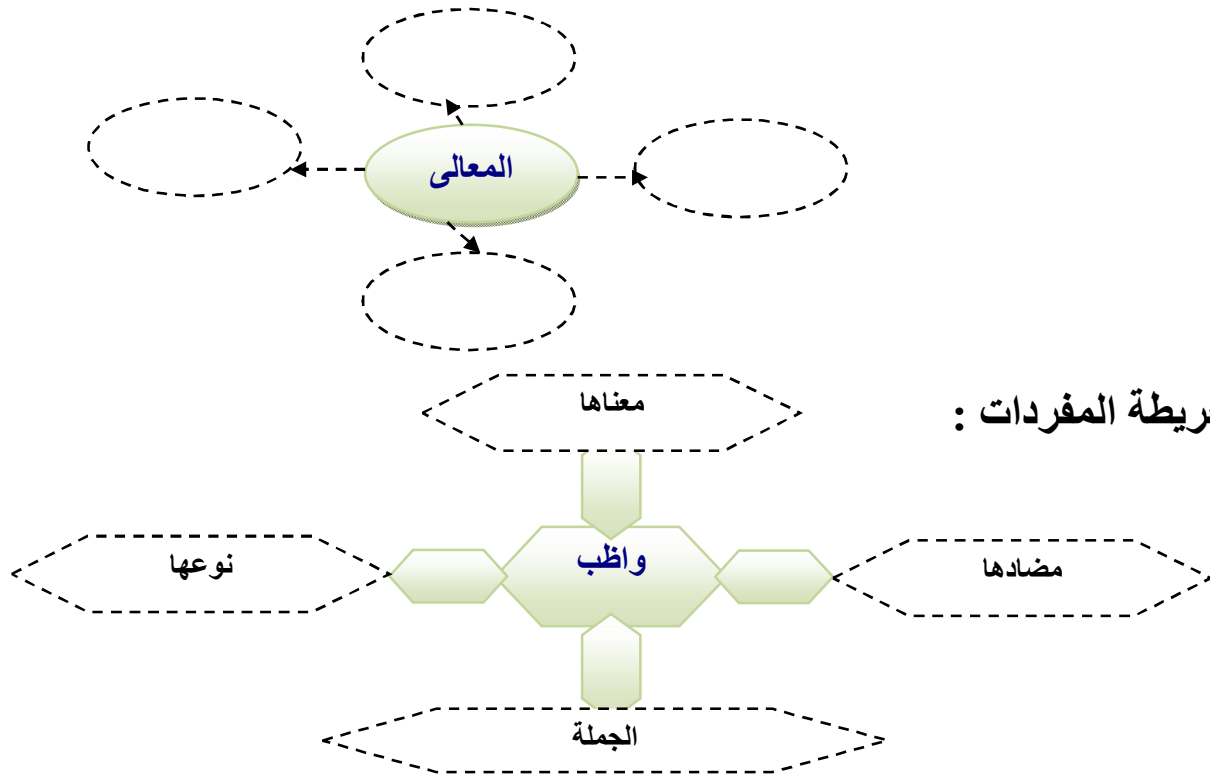 المعالى
معناها
ريطة المفردات :
نوعها
واظب
مضادها
الجملة